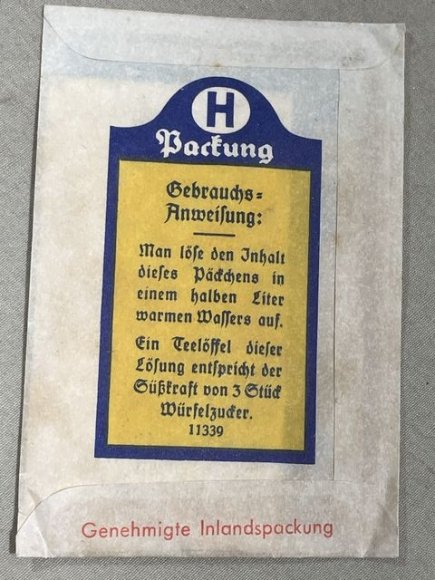 H
Packung
Gebrauchs=
Anweisung:
Man löse den Inhalt
dieses Päckchens in
einem halben Liter
warmen Wassers auf.
Ein Teelöffel dieser
Lösung entspricht der
Süßkraft von 3 Stück
Würfelzucker.
11339
Genehmigte Inlandspackung